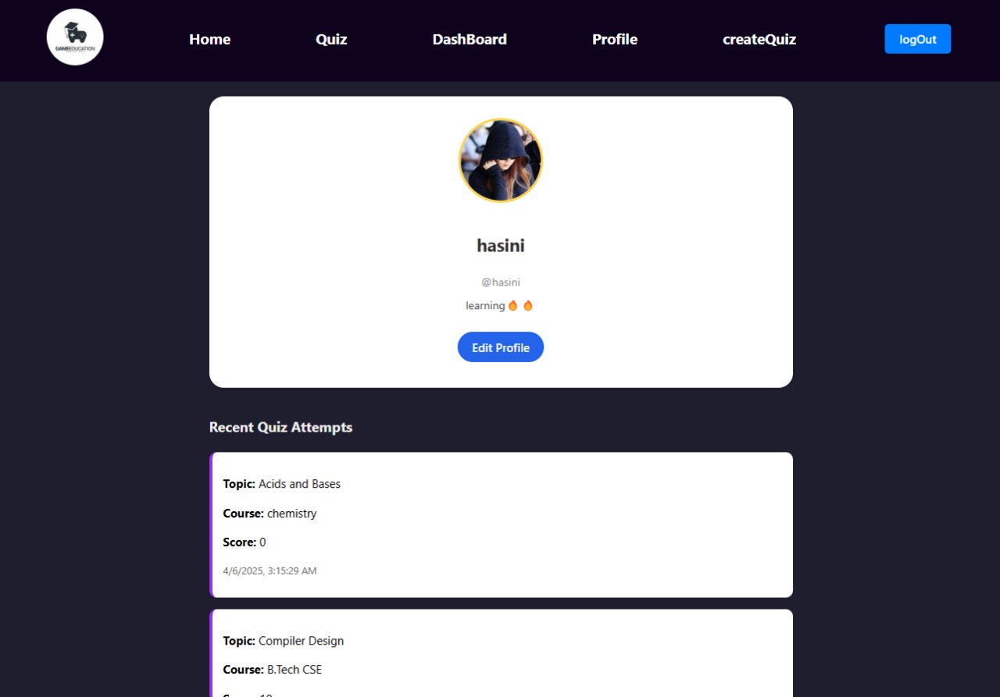 GAMEEDUCATION
Home Quiz DashBoard Profile createQuiz logOut
hasini
@hasini
learning🔥 🔥
Edit Profile
Recent Quiz Attempts
Topic: Acids and Bases
Course: chemistry
Score: 0
4/6/2025, 3:15:29 AM
Topic: Compiler Design
Course: B.Tech CSE